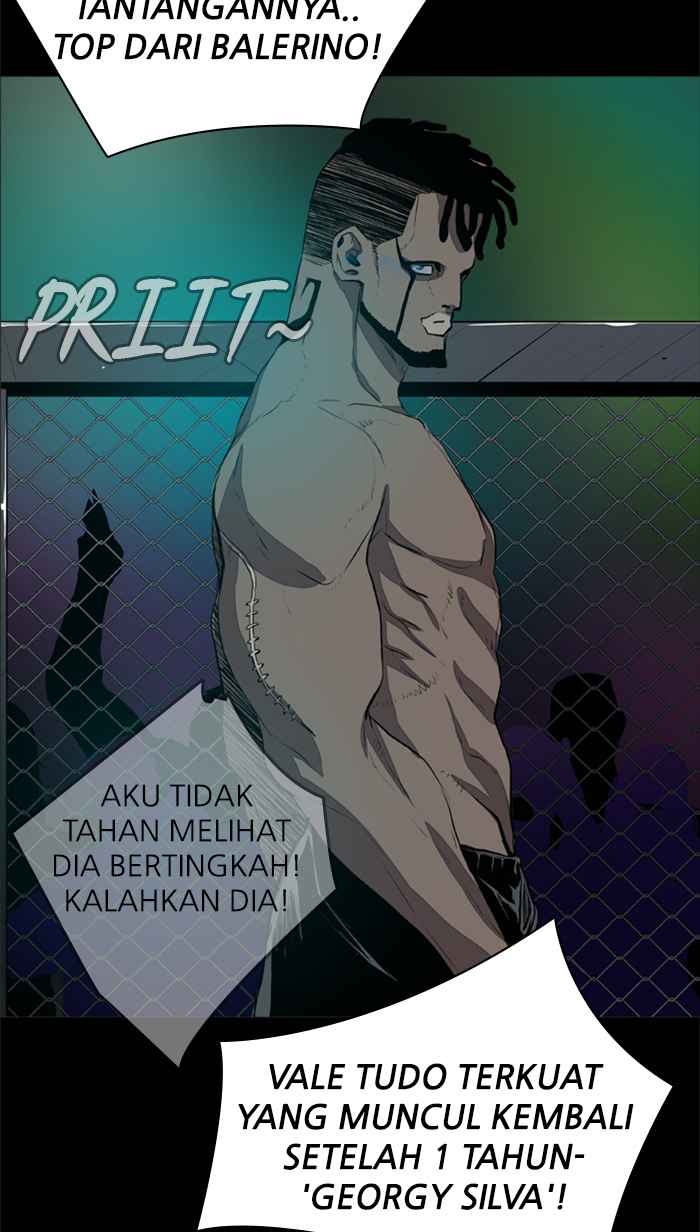 TANTANGANNYA..
TOP DARI BALERINO!
PRIIT~
AKU TIDAK
TAHAN MELIHAT
DIA BERTINGKAH!
KALAHKAN DIA!
VALE TUDO TERKUAT
YANG MUNCUL KEMBALI
SETELAH 1 TAHUN-
'GEORGY SILVA'!